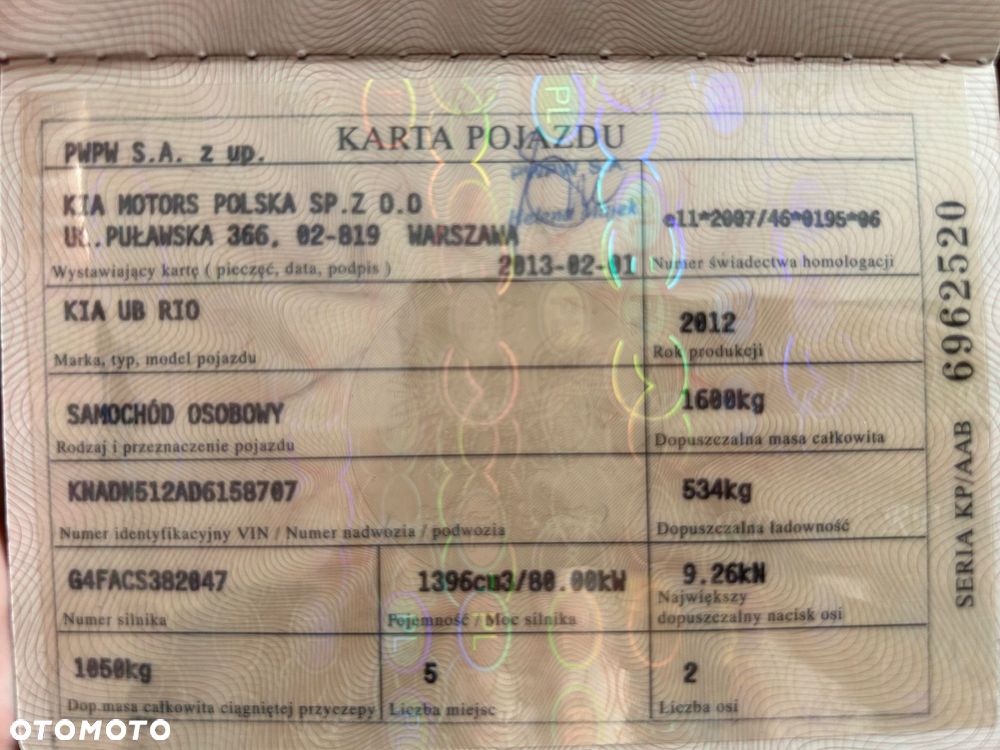 KARTA POJAZDU
PWPW S.A. z up.
KIA MOTORS POLSKA SP.Z O.O
UL.PUŁAWSKA 366, 02-819 WARSZAWA
2013-02-01
Wystawiający kartę ( pieczęć, data, podpis )
e11*2007/46*0195*06
Numer świadectwa homologacji
KIA UB RIO
Marka, typ, model pojazdu
2012
Rok produkcji
SAMOCHÓD OSOBOWY
Rodzaj i przeznaczenie pojazdu
1600kg
Dopuszczalna masa całkowita
KNADN512AD6158707
Numer identyfikacyjny VIN / Numer nadwozia / podwozia
534kg
Dopuszczalna ładowność
G4FACS382047
Numer silnika
1396cu3/80.00kW
Pojemność / Moc silnika
9.26kN
Największy
dopuszczalny nacisk osi
1050kg
Dop.masa całkowita ciągniętej przyczepy
5
Liczba miejsc
2
Liczba osi
SERIA KP/AAB 6962520
PL
PL
PL
OTOMOTO